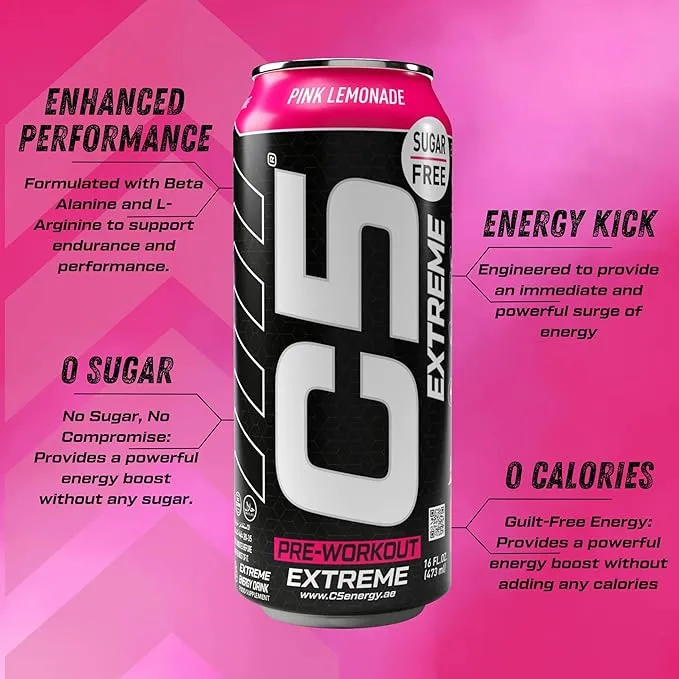 ENHANCED
PERFORMANCE
Formulated with Beta
Alanine and L-
Arginine to support
endurance and
performance.
0 SUGAR
No Sugar, No
Compromise:
Provides a powerful
energy boost
without any sugar.
PINK LEMONADE
SUGAR
FREE
®
C5
EXTREME
PRE-WORKOUT
EXTREME
www.C5energy.ae
16 FL.OZ.
(473 ml)
EXTREME
ENERGY DRINK
FOOD SUPPLEMENT
ENERGY KICK
Engineered to provide
an immediate and
powerful surge of
energy
0 CALORIES
Guilt-Free Energy:
Provides a powerful
energy boost without
adding any calories